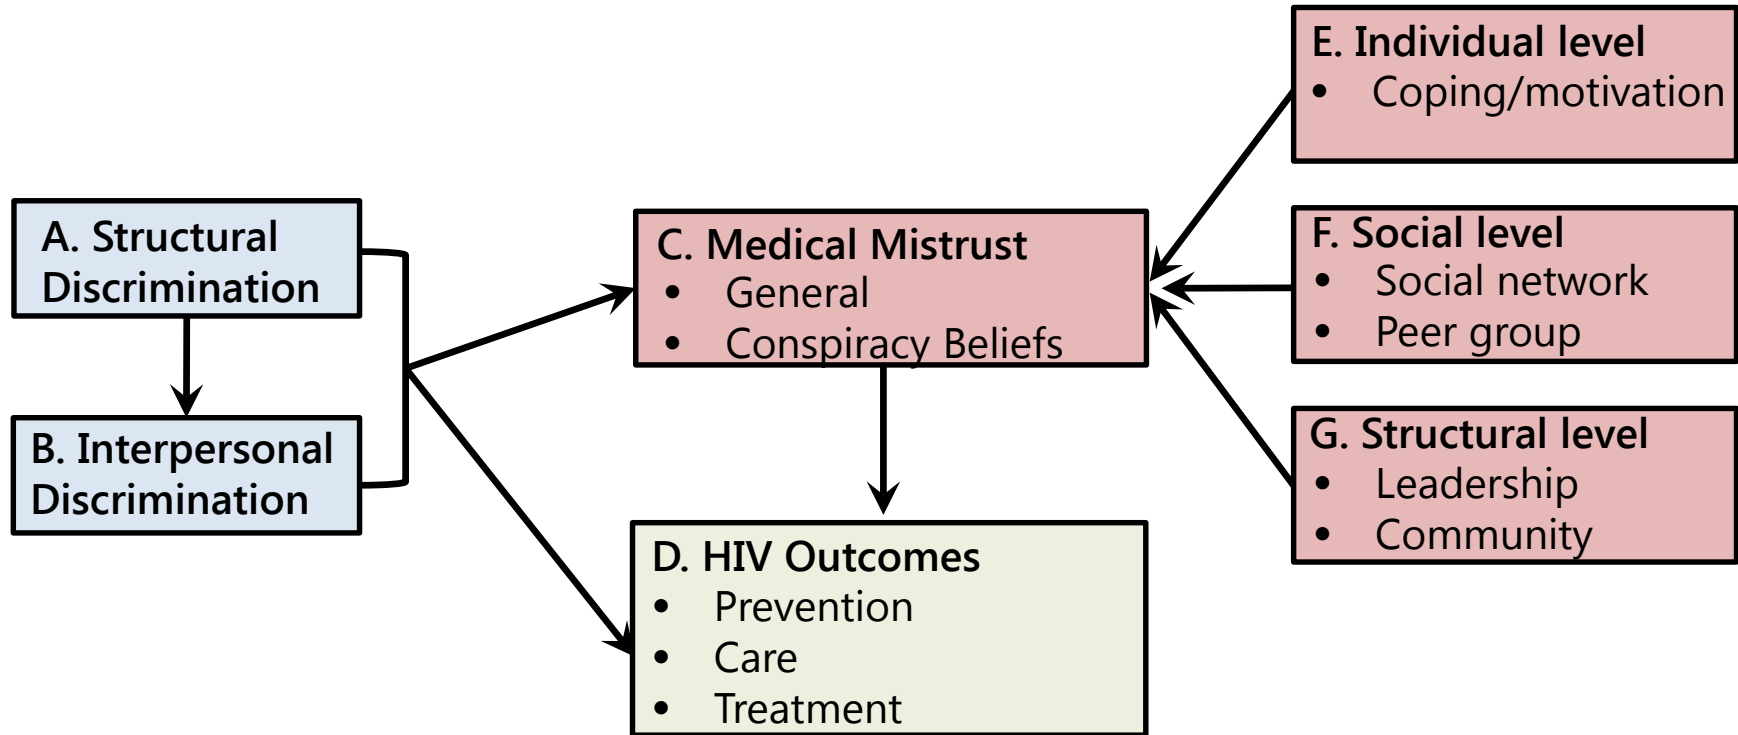 A. Structural
Discrimination
B. Interpersonal
Discrimination
C. Medical Mistrust
• General
• Conspiracy Beliefs
D. HIV Outcomes
• Prevention
• Care
• Treatment
E. Individual level
• Coping/motivation
F. Social level
• Social network
• Peer group
G. Structural level
• Leadership
• Community